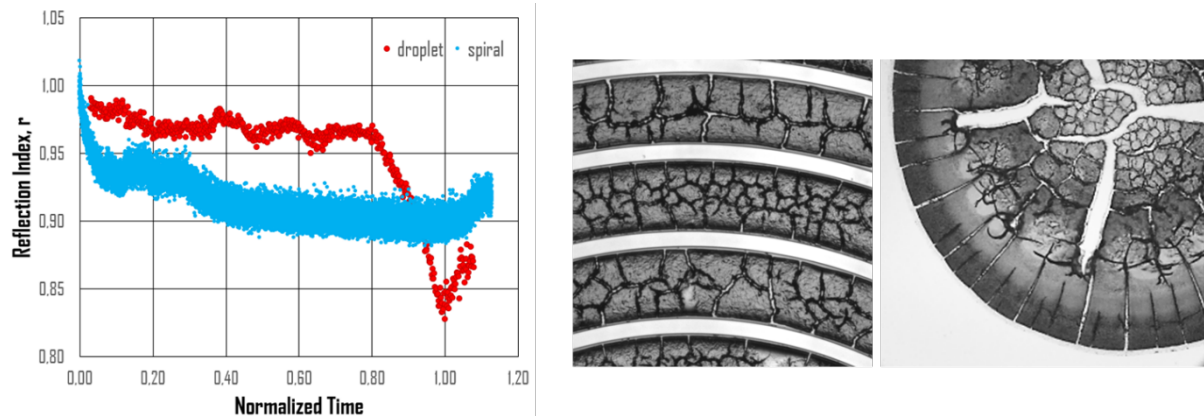 1,05
droplet spiral
1,00
0,95
0,90
0,85
0,80
0,00 0,20 0,40 0,60 0,80 1,00 1,20
Reflection Index, r
Normalized Time